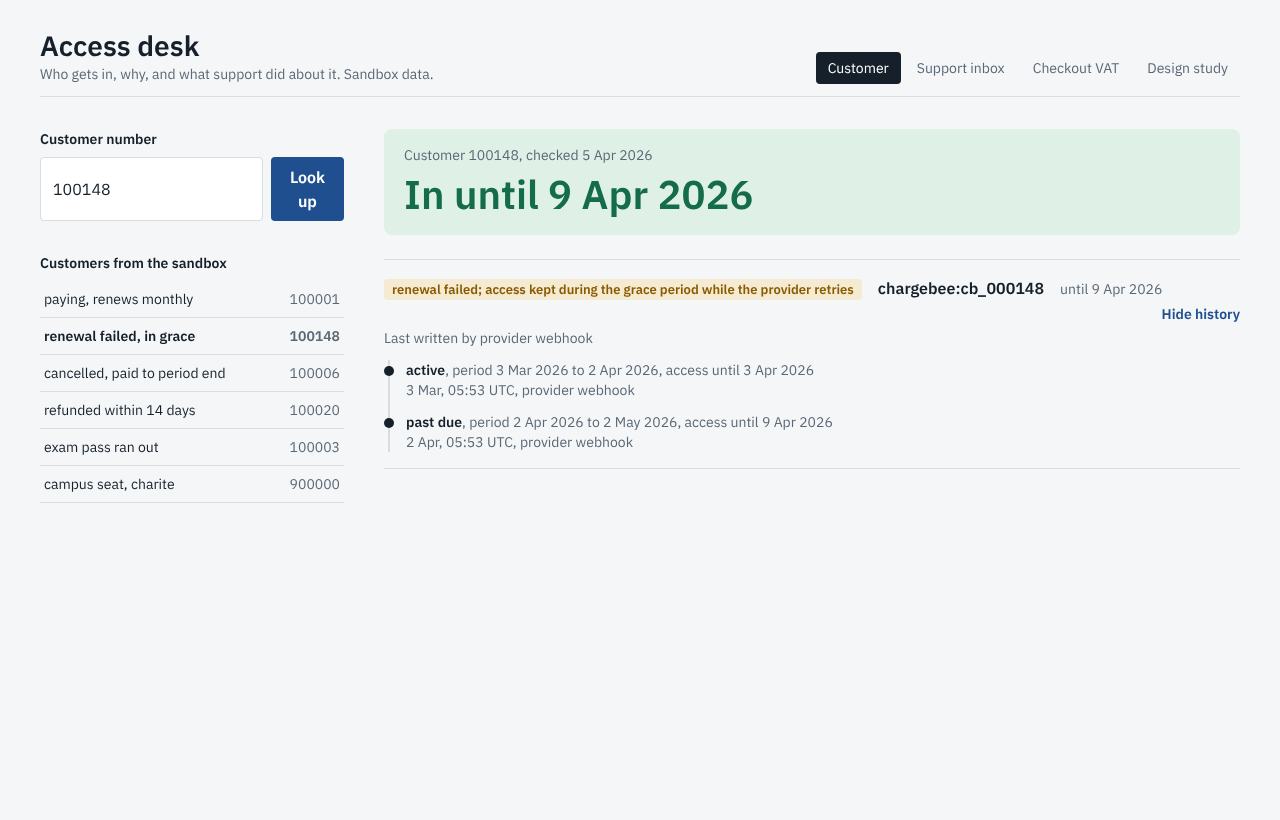 Access desk
Who gets in, why, and what support did about it. Sandbox data.
Customer
Support inbox
Checkout VAT
Design study
Customer number
100148
Look
up
Customers from the sandbox
paying, renews monthly 100001
renewal failed, in grace 100148
cancelled, paid to period end 100006
refunded within 14 days 100020
exam pass ran out 100003
campus seat, charite 900000
Customer 100148, checked 5 Apr 2026
In until 9 Apr 2026
renewal failed; access kept during the grace period while the provider retries chargebee:cb_000148 until 9 Apr 2026
Hide history
Last written by provider webhook
active, period 3 Mar 2026 to 2 Apr 2026, access until 3 Apr 2026
3 Mar, 05:53 UTC, provider webhook
past due, period 2 Apr 2026 to 2 May 2026, access until 9 Apr 2026
2 Apr, 05:53 UTC, provider webhook